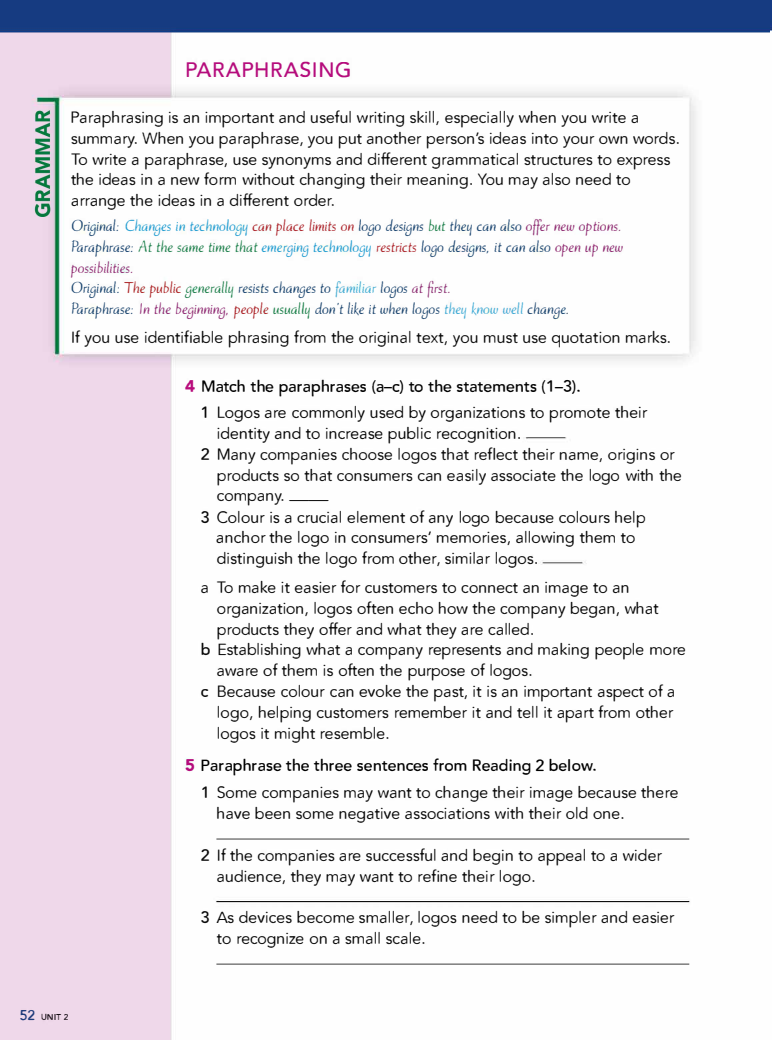 PARAPHRASING
GRAMMAR
Paraphrasing is an important and useful writing skill, especially when you write a
summary. When you paraphrase, you put another person's ideas into your own words.
To write a paraphrase, use synonyms and different grammatical structures to express
the ideas in a new form without changing their meaning. You may also need to
arrange the ideas in a different order.
Original: Changes in technology can place limits on logo designs but they can also offer new options.
Paraphrase: At the same time that emerging technology restricts logo designs, it can also open up new
possibilities.
Original: The public generally resists changes to familiar logos at first.
Paraphrase: In the beginning, people usually don't like it when logos they know well change.
If you use identifiable phrasing from the original text, you must use quotation marks.
4 Match the paraphrases (a–c) to the statements (1–3).
1 Logos are commonly used by organizations to promote their
identity and to increase public recognition. _____
2 Many companies choose logos that reflect their name, origins or
products so that consumers can easily associate the logo with the
company. _____
3 Colour is a crucial element of any logo because colours help
anchor the logo in consumers' memories, allowing them to
distinguish the logo from other, similar logos. _____
a To make it easier for customers to connect an image to an
organization, logos often echo how the company began, what
products they offer and what they are called.
b Establishing what a company represents and making people more
aware of them is often the purpose of logos.
c Because colour can evoke the past, it is an important aspect of a
logo, helping customers remember it and tell it apart from other
logos it might resemble.
5 Paraphrase the three sentences from Reading 2 below.
1 Some companies may want to change their image because there
have been some negative associations with their old one.
2 If the companies are successful and begin to appeal to a wider
audience, they may want to refine their logo.
3 As devices become smaller, logos need to be simpler and easier
to recognize on a small scale.
52 UNIT 2